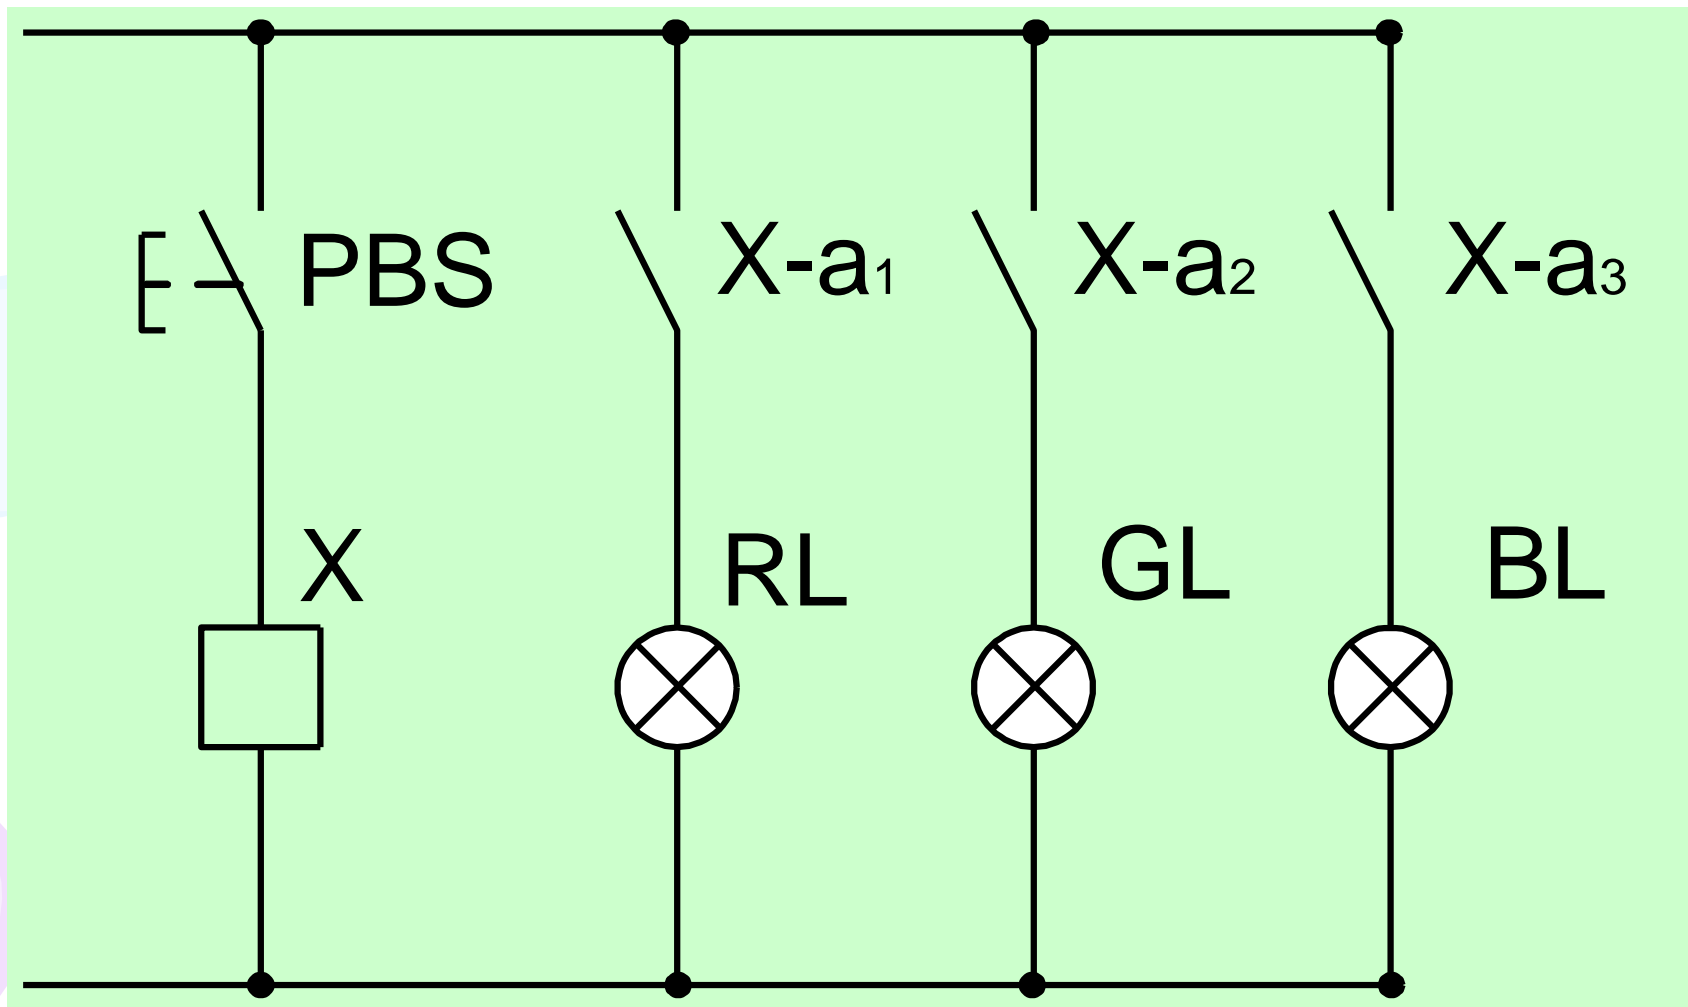 PBS
X-a₁
X-a₂
X-a₃
X
RL
GL
BL